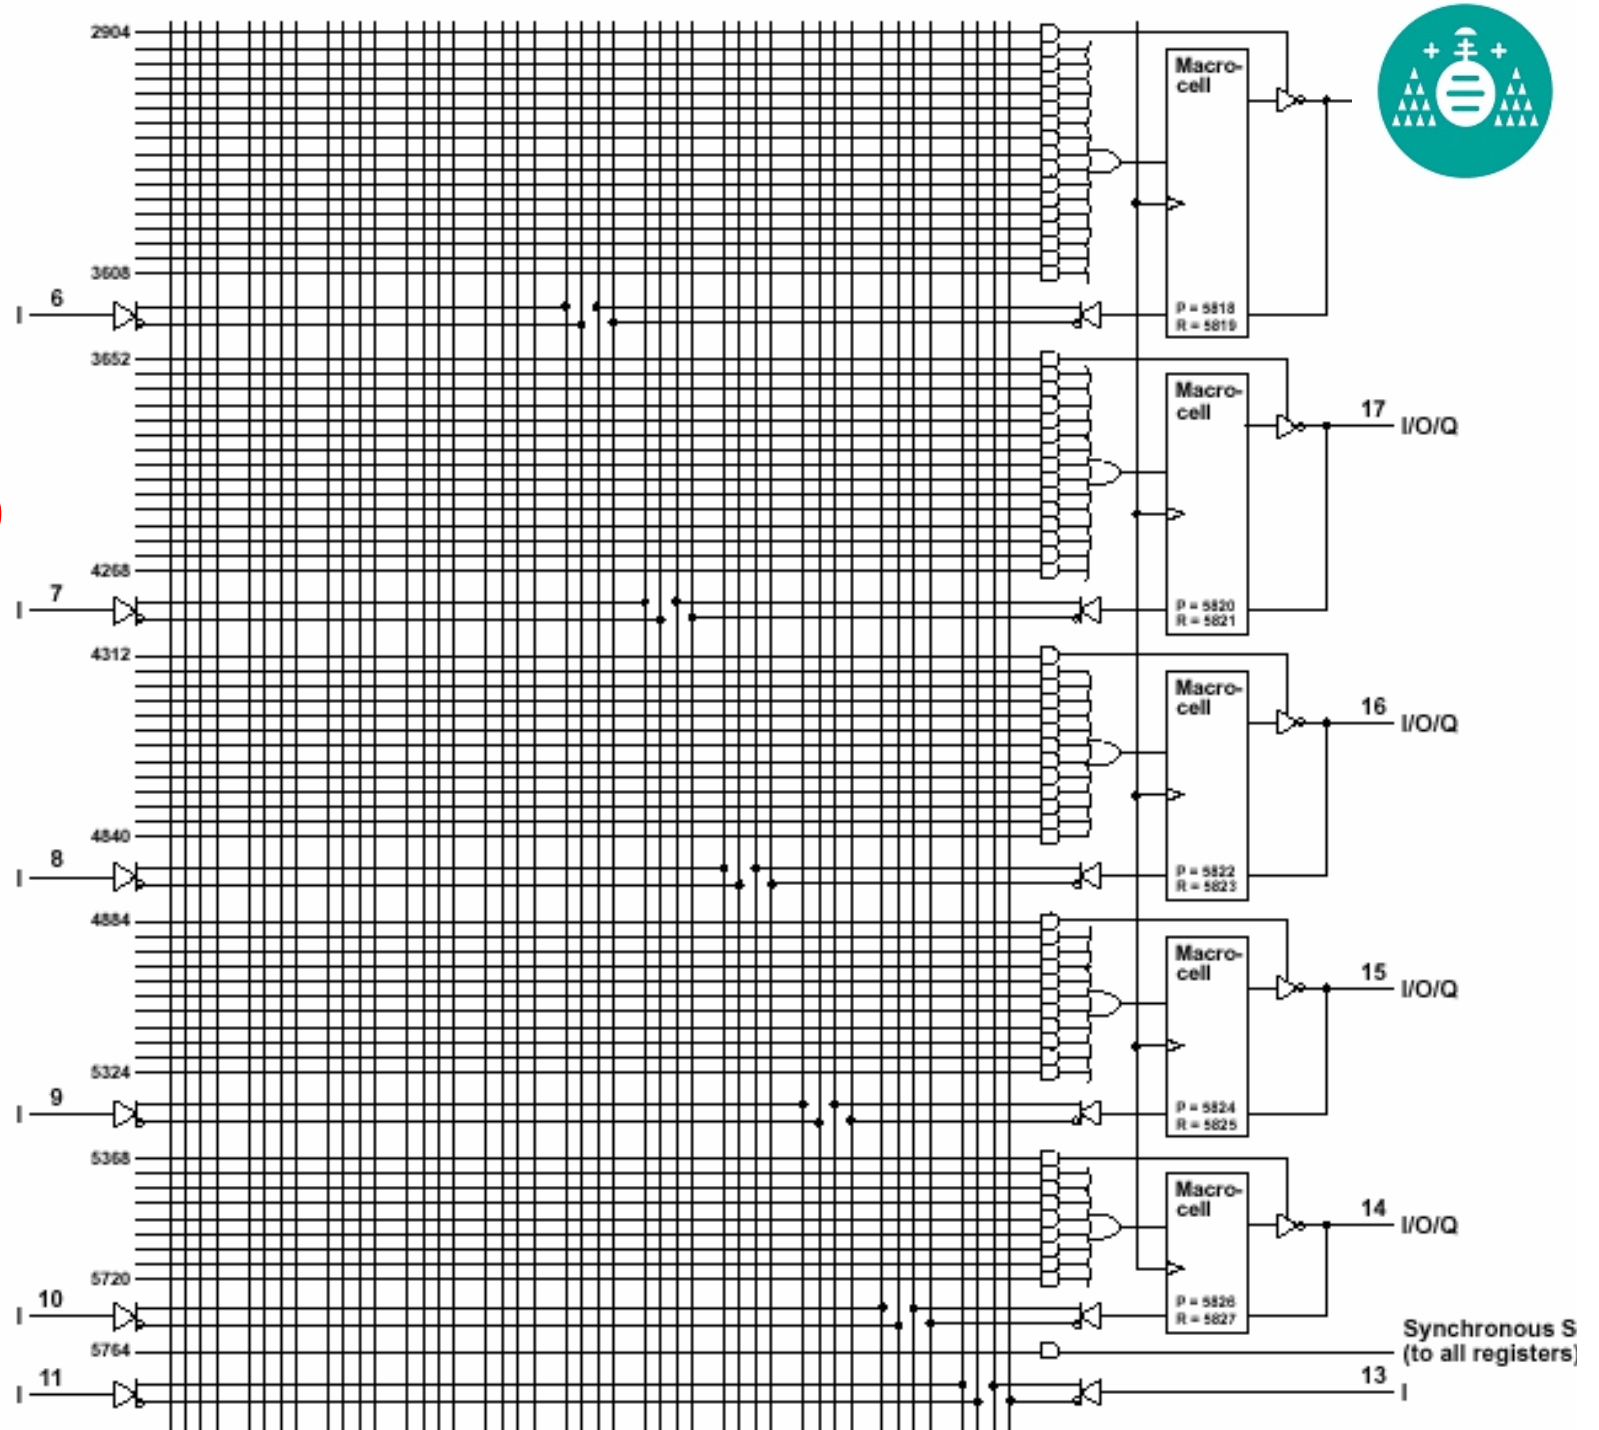 2904
Macro-
cell
3608
I 6
P = 5818
R = 5819
3652
Macro-
cell
17 I/O/Q
4268
I 7
P = 5820
R = 5821
4312
Macro-
cell
16 I/O/Q
4840
I 8
P = 5822
R = 5823
4884
Macro-
cell
15 I/O/Q
5324
I 9
P = 5824
R = 5825
5368
Macro-
cell
14 I/O/Q
5720
I 10
P = 5826
R = 5827
Synchronous S
5764
(to all registers)
I 11
13 I